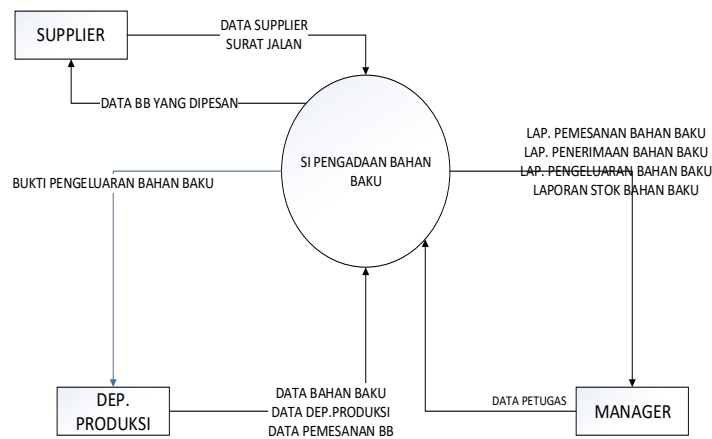 SUPPLIER
DATA SUPPLIER
SURAT JALAN
DATA BB YANG DIPESAN
SI PENGADAAN BAHAN
BAKU
LAP. PEMESANAN BAHAN BAKU
LAP. PENERIMAAN BAHAN BAKU
LAP. PENGELUARAN BAHAN BAKU
LAPORAN STOK BAHAN BAKU
BUKTI PENGELUARAN BAHAN BAKU
DEP.
PRODUKSI
DATA BAHAN BAKU
DATA DEP.PRODUKSI
DATA PEMESANAN BB
DATA PETUGAS
MANAGER